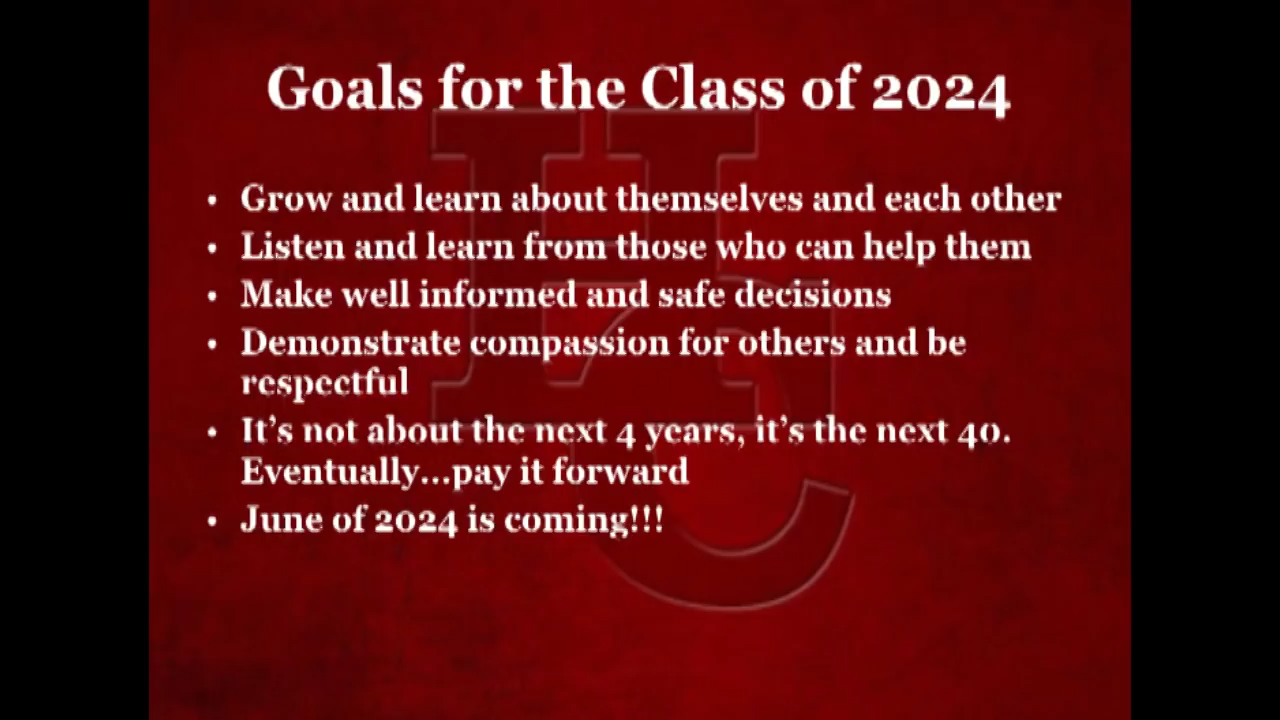 Goals for the Class of 2024
• Grow and learn about themselves and each other
• Listen and learn from those who can help them
• Make well informed and safe decisions
• Demonstrate compassion for others and be
respectful
• It's not about the next 4 years, it's the next 40.
Eventually...pay it forward
• June of 2024 is coming!!!